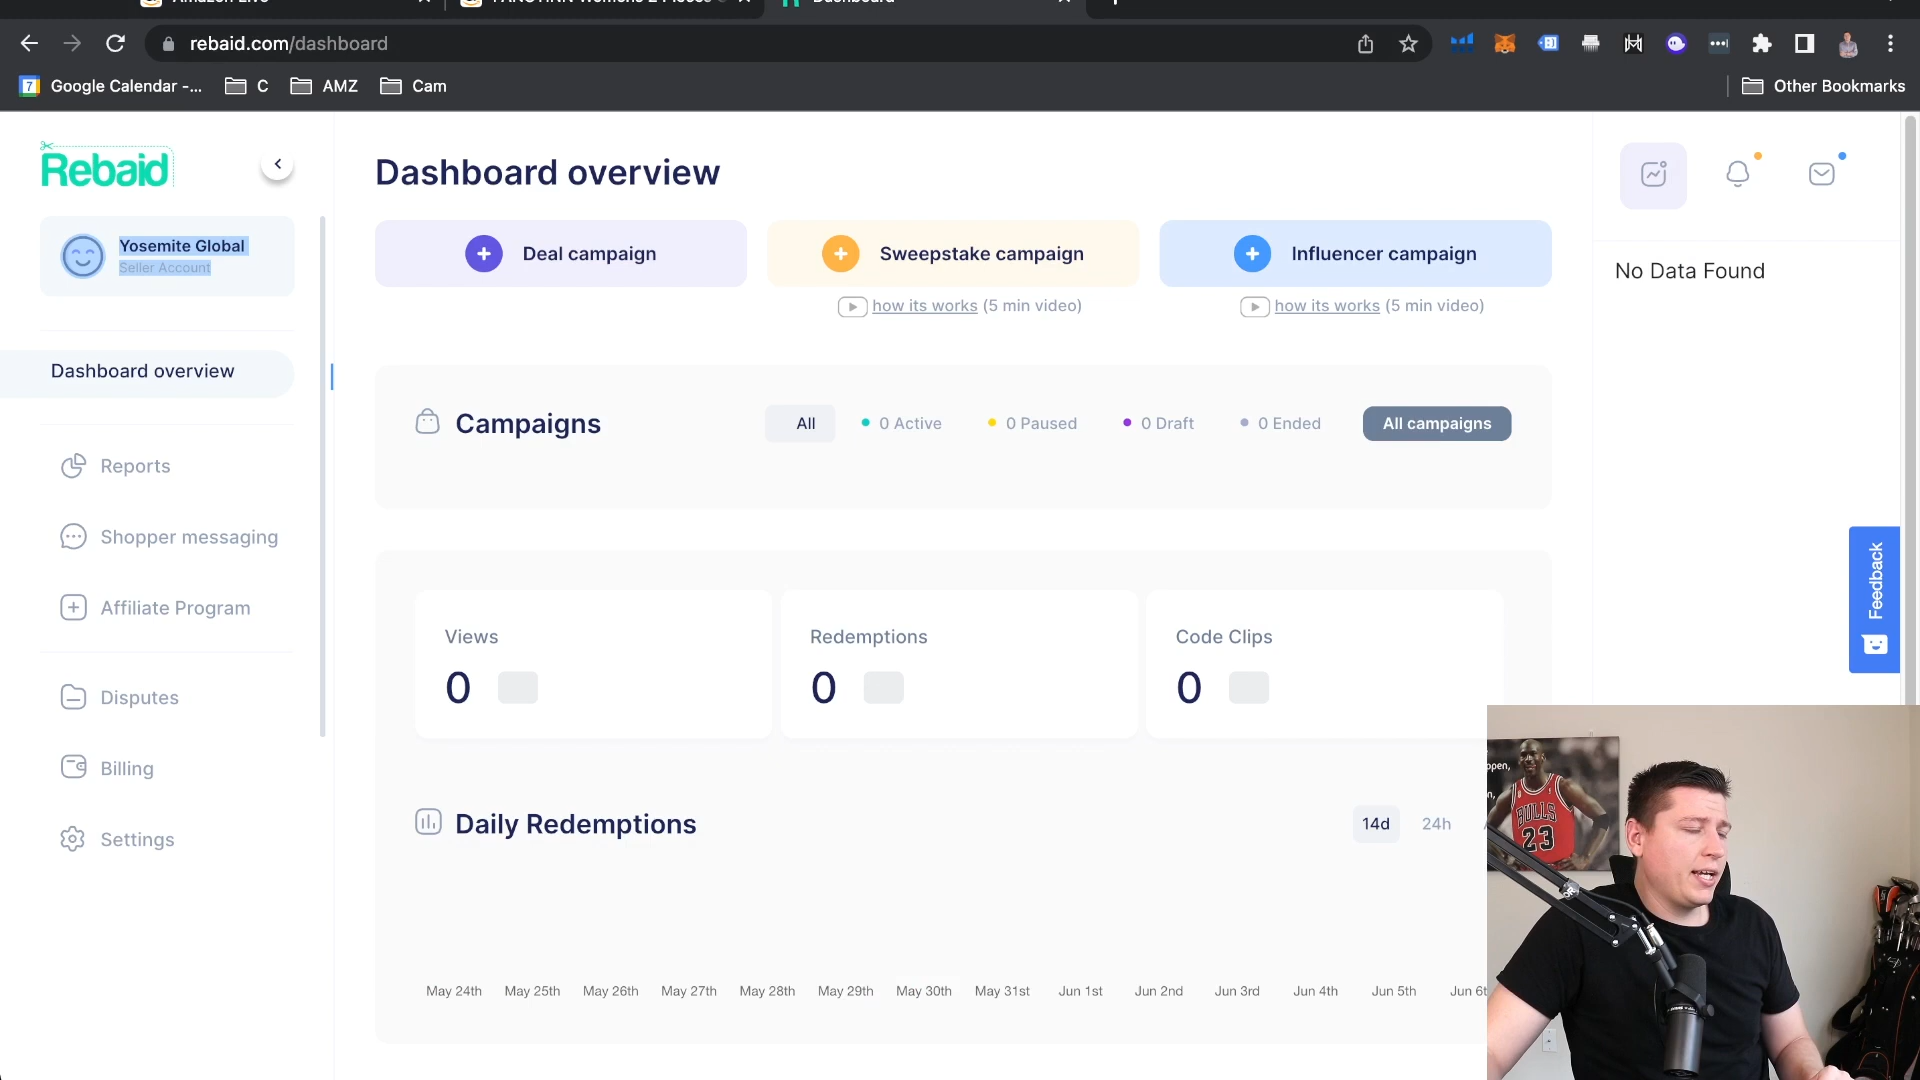 Dashboard
rebaid.com/dashboard
7
Google Calendar -...
C
AMZ
Cam
Other Bookmarks
Rebaid
Yosemite Global
Seller Account
Dashboard overview
Reports
Shopper messaging
Affiliate Program
Disputes
Billing
Settings
Dashboard overview
Deal campaign
Sweepstake campaign
Influencer campaign
how its works (5 min video)
how its works (5 min video)
Campaigns
All
0 Active
0 Paused
0 Draft
0 Ended
All campaigns
Views
0
Redemptions
0
Code Clips
0
Daily Redemptions
14d
24h
May 24th
May 25th
May 26th
May 27th
May 28th
May 29th
May 30th
May 31st
Jun 1st
Jun 2nd
Jun 3rd
Jun 4th
Jun 5th
Jun 6t
No Data Found
Feedback
BULLS
23